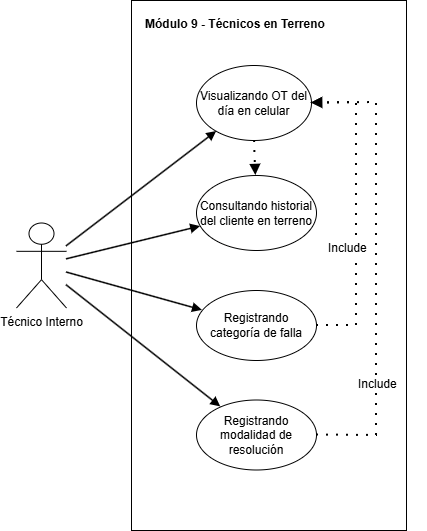 Módulo 9 - Técnicos en Terreno
Visualizando OT del
día en celular
Consultando historial
del cliente en terreno
Include
Técnico Interno
Registrando
categoría de falla
Include
Registrando
modalidad de
resolución